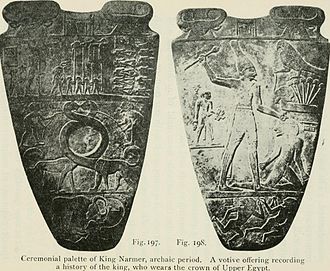 Fig. 197. Fig. 198.
Ceremonial palette of King Narmer, archaic period. A votive offering recording
a history of the king, who wears the crown of Upper Egypt.